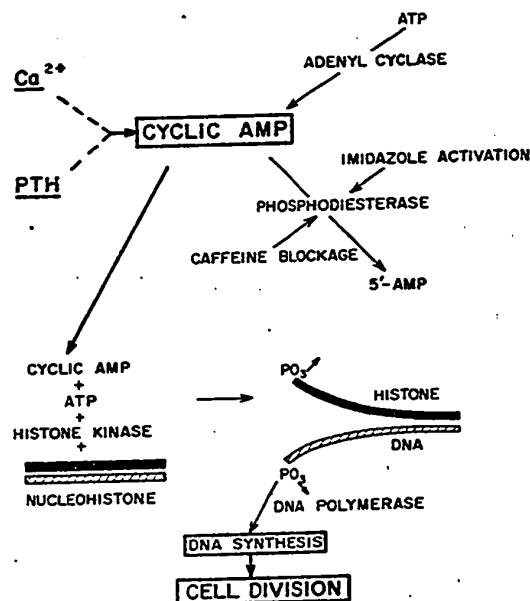 ATP
ADENYL CYCLASE
Ca2+
CYCLIC AMP
IMIDAZOLE ACTIVATION
PTH
PHOSPHODIESTERASE
CAFFEINE BLOCKAGE
5'-AMP
CYCLIC AMP
+
ATP
+
HISTONE KINASE
+
NUCLEOHISTONE
PO3
HISTONE
DNA
PO3
DNA POLYMERASE
DNA SYNTHESIS
CELL DIVISION